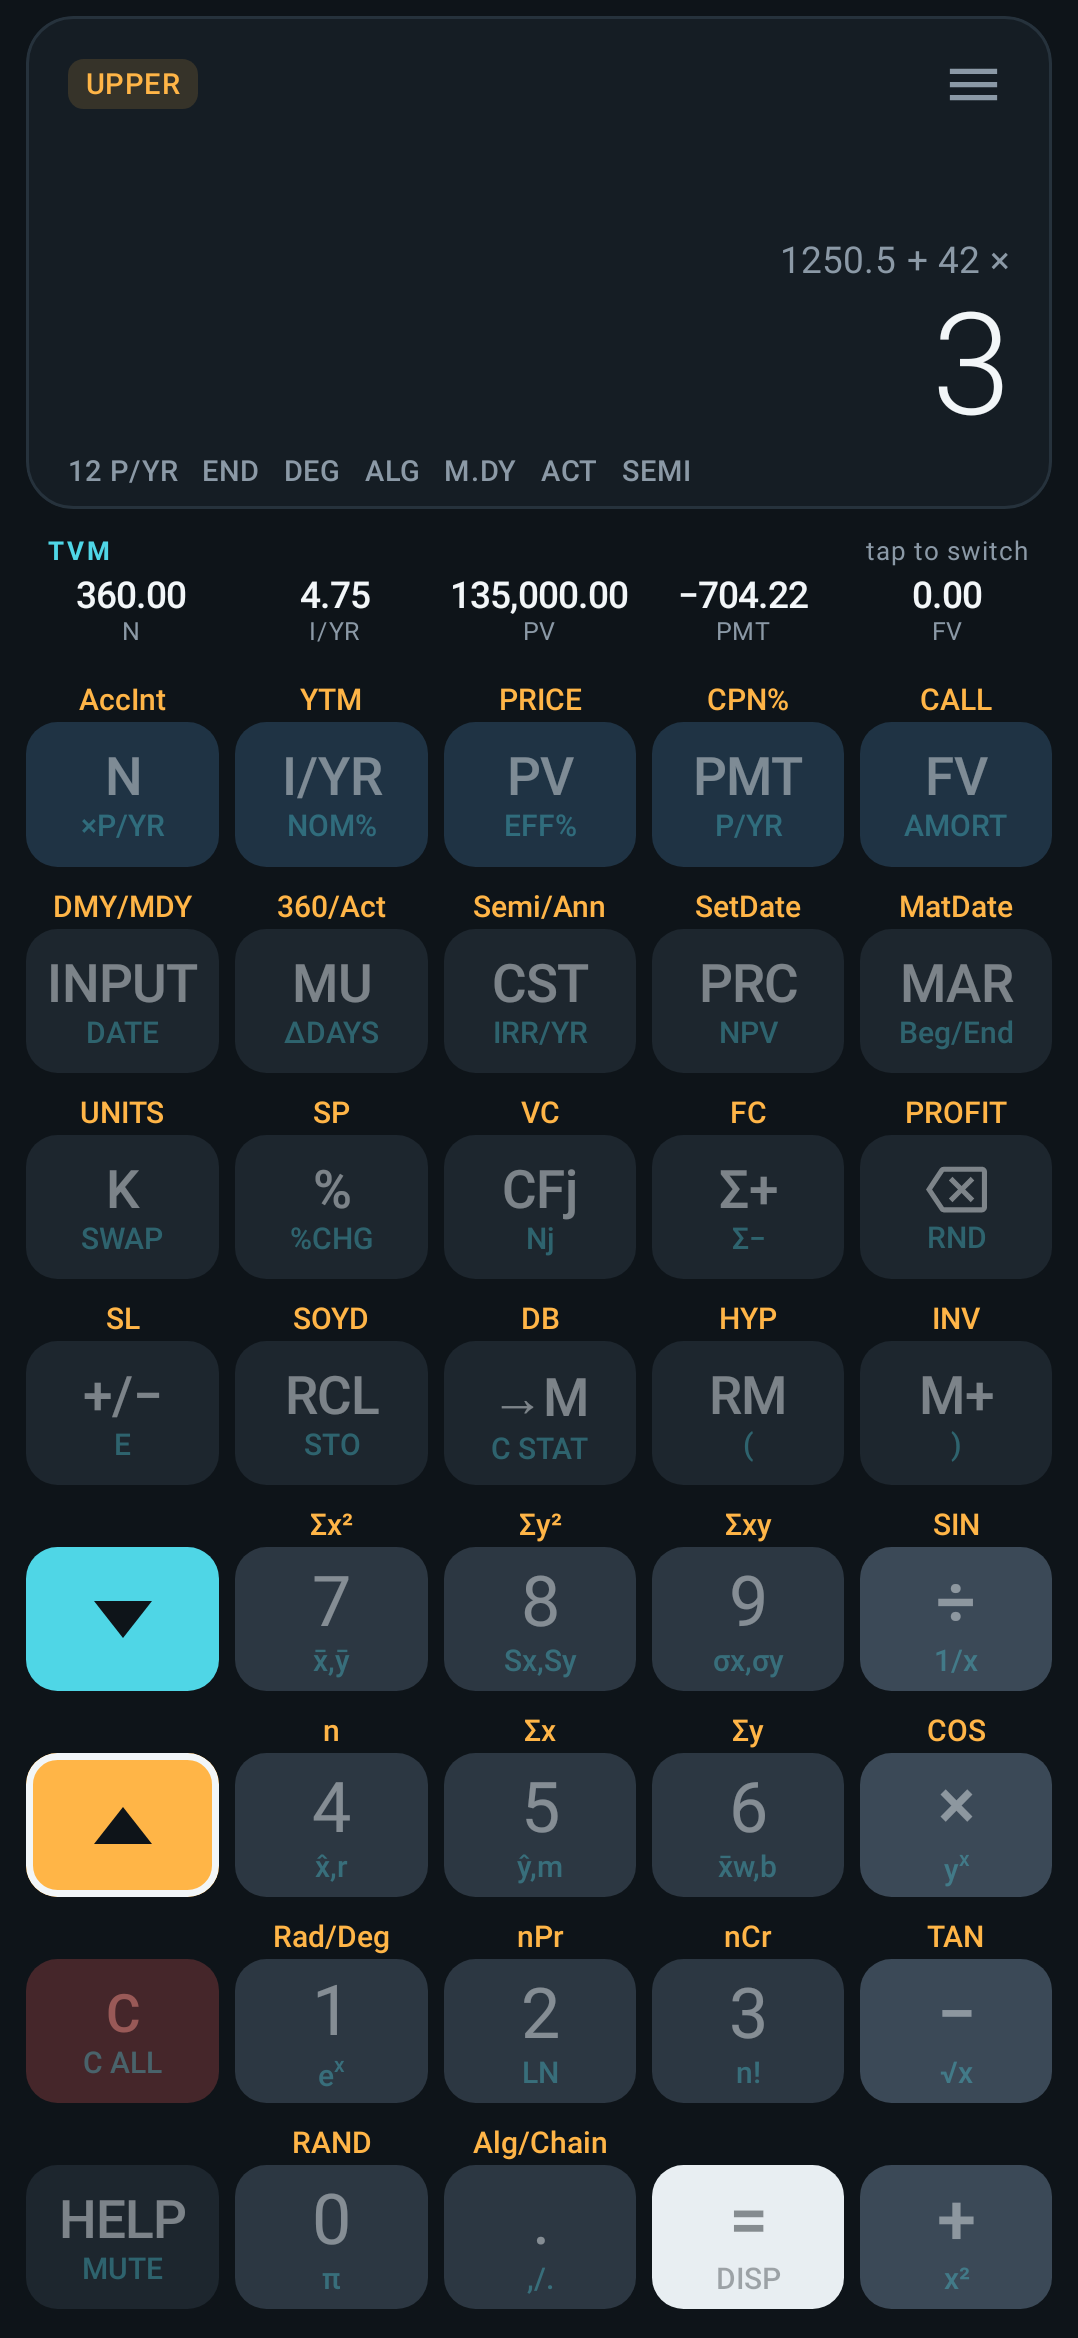 UPPER
1250.5 + 42 ×
3
12 P/YR END DEG ALG M.DY ACT SEMI
TVM tap to switch
360.00 4.75 135,000.00 −704.22 0.00
N I/YR PV PMT FV
AccInt YTM PRICE CPN% CALL
N I/YR PV PMT FV
×P/YR NOM% EFF% P/YR AMORT
DMY/MDY 360/Act Semi/Ann SetDate MatDate
INPUT MU CST PRC MAR
DATE ΔDAYS IRR/YR NPV Beg/End
UNITS SP VC FC PROFIT
K % CFj Σ+
SWAP %CHG Nj Σ− RND
SL SOYD DB HYP INV
+/− RCL →M RM M+
E STO C STAT ( )
Σx² Σy² Σxy SIN
7 8 9 ÷
x̄,ȳ Sx,Sy σx,σy 1/x
n Σx Σy COS
4 5 6 ×
x̂,r ŷ,m x̄w,b yˣ
Rad/Deg nPr nCr TAN
C 1 2 3 −
C ALL eˣ LN n! √x
RAND Alg/Chain
HELP 0 . = +
MUTE π ,/. DISP x²